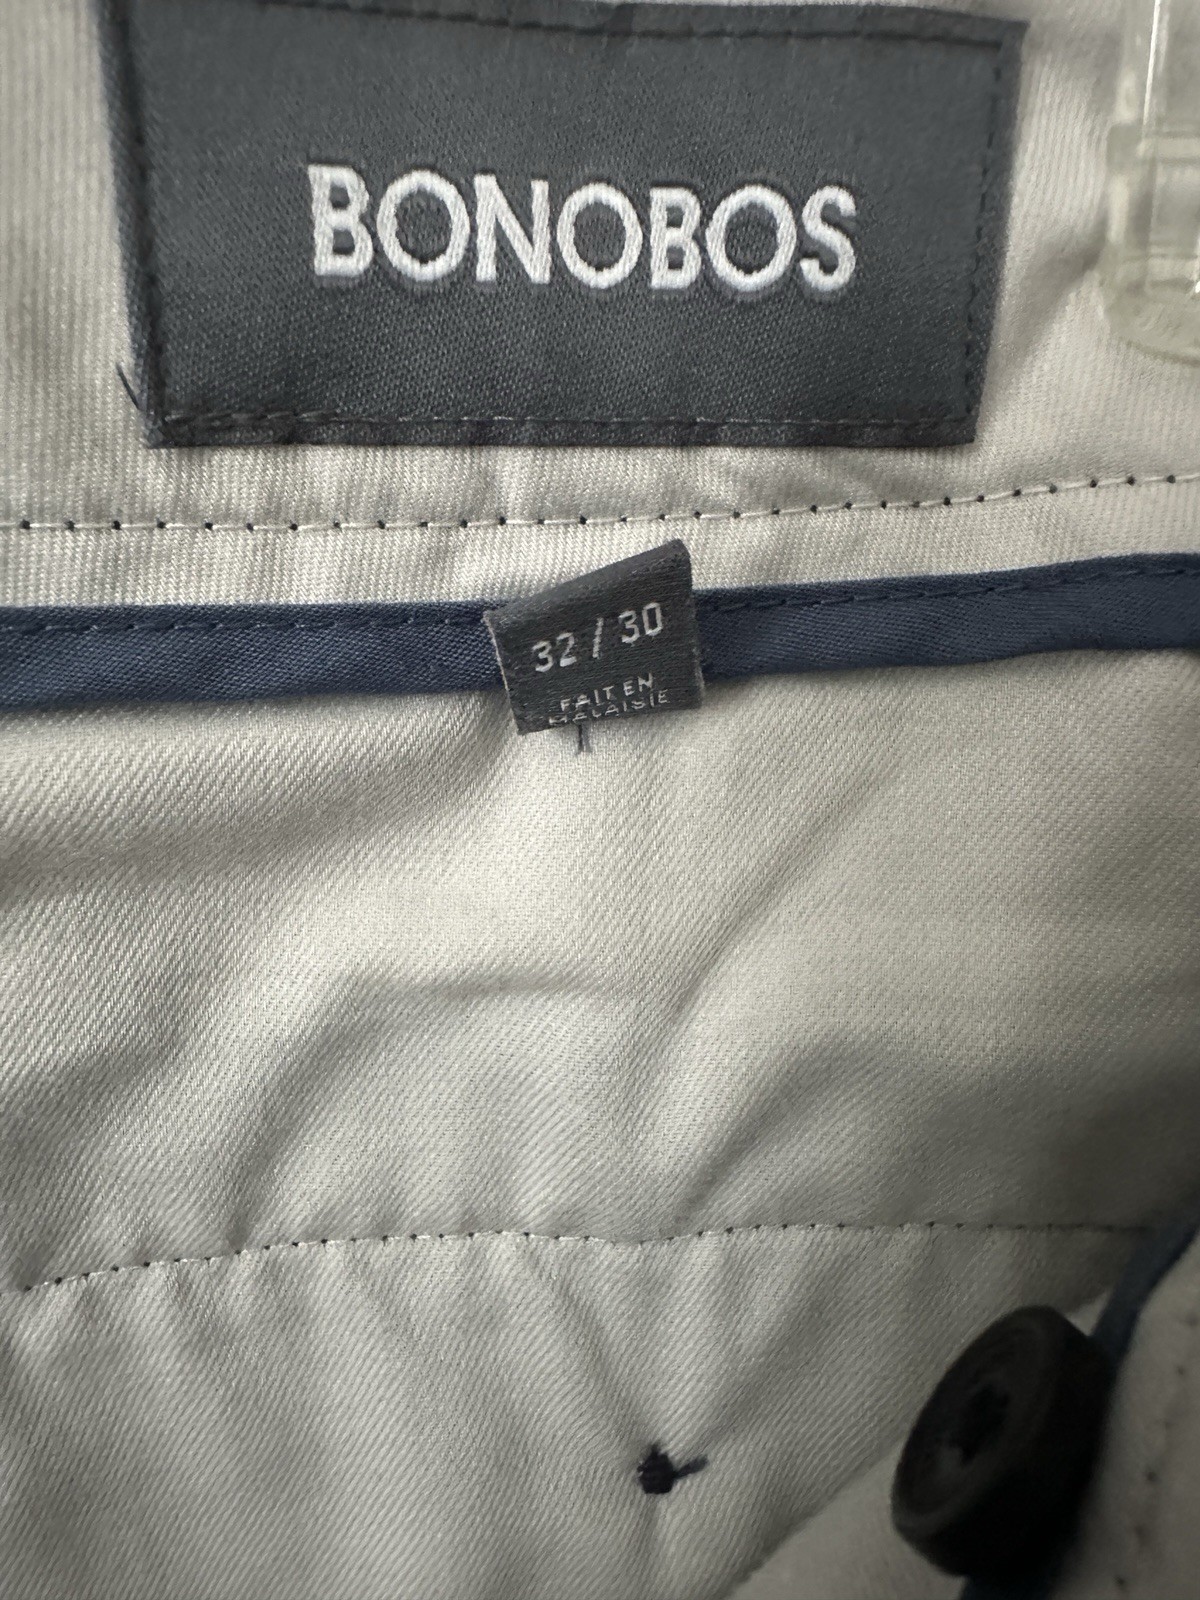 BONOBOS
32 / 30
FAIT EN
MALAISIE